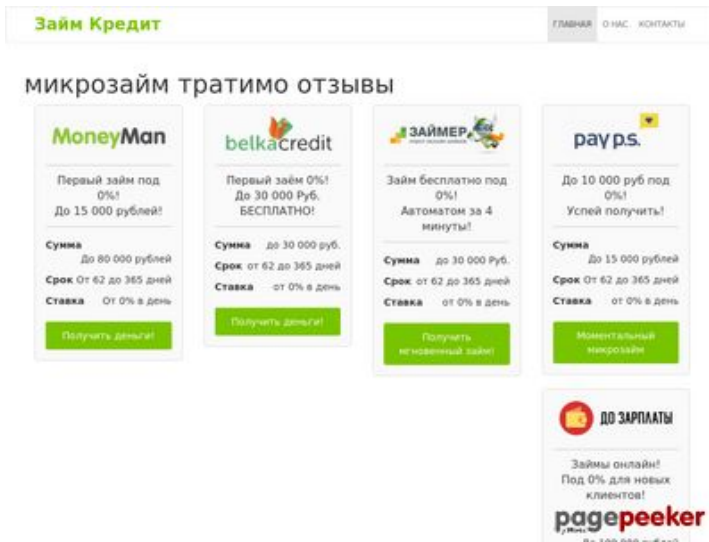 Займ Кредит
ГЛАВНАЯ О НАС КОНТАКТЫ
микрозайм тратимо отзывы
MoneyMan
Первый займ под
0%!
До 15 000 рублей!
Сумма
До 80 000 рублей
Срок От 62 до 365 дней
Ставка От 0% в день
Получить деньги!
belkacredit
Первый заём 0%!
До 30 000 Руб.
БЕСПЛАТНО!
Сумма до 30 000 руб.
Срок от 62 до 365 дней
Ставка от 0% в день
Получить деньги!
ЗАЙМЕР
Займ бесплатно под
0%!
Автоматом за 4
минуты!
Сумма до 30 000 Руб.
Срок от 62 до 365 дней
Ставка от 0% в день
Получить
мгновенный займ!
pay p.s.
До 10 000 руб под
0%!
Успей получить!
Сумма
До 15 000 рублей
Срок От 62 до 365 дней
Ставка От 0% в день
Моментальный
микрозайм
ДО ЗАРПЛАТЫ
Займы онлайн!
Под 0% для новых
клиентов!
pagepeeker
До 100 000 рублей